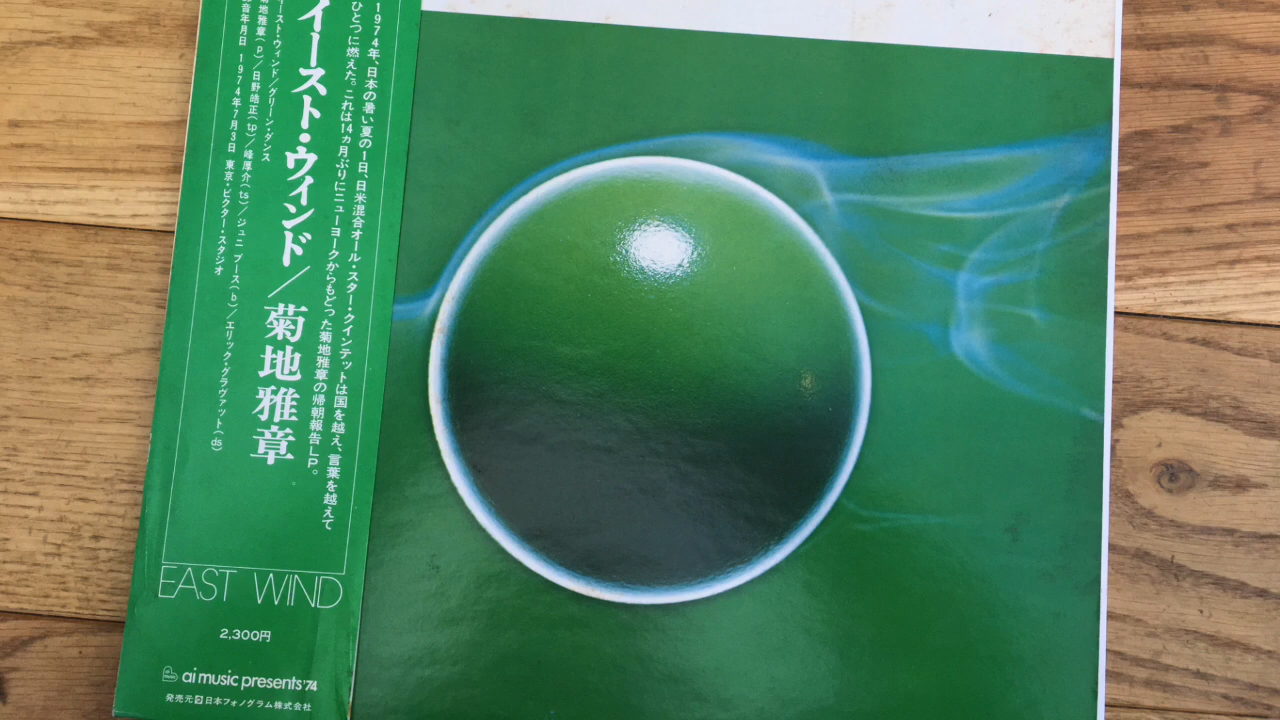 1974年、日本の暑い夏の1日、日米混合オール・スター・クインテットは国を越え、言葉を越えて
ひとつに燃えた。これは14ヵ月ぶりにニューヨークからもどった菊地雅章の帰朝報告LP。
イースト・ウインド/菊地雅章
イースト・ウィンド/グリーン・ダンス
菊地雅章(p)/日野皓正(tp)/峰厚介(ts)/ジュニ ブース(b)/エリック・グラヴァット(ds)
音年月日 1974年7月3日 東京・ビクター・スタジオ
EAST WIND
2,300円
ai music presents'74
発売元 日本フォノグラム株式会社